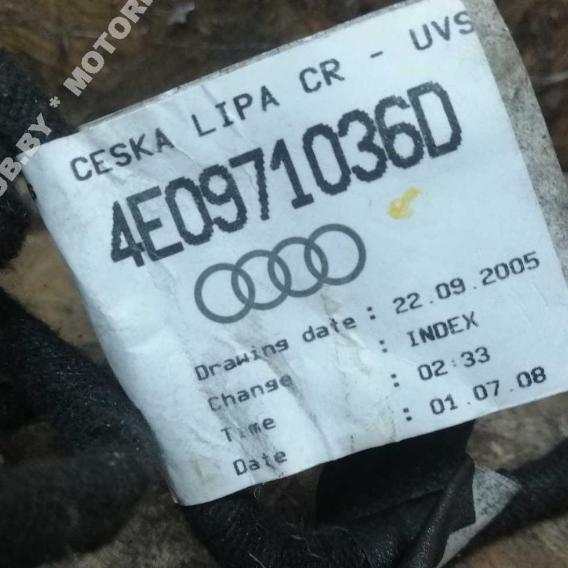 CESKA LIPA CR - UVS
4E0971036D
Drawing date : 22.09.2005
Change : INDEX
Time : 02:33
Date : 01.07.08